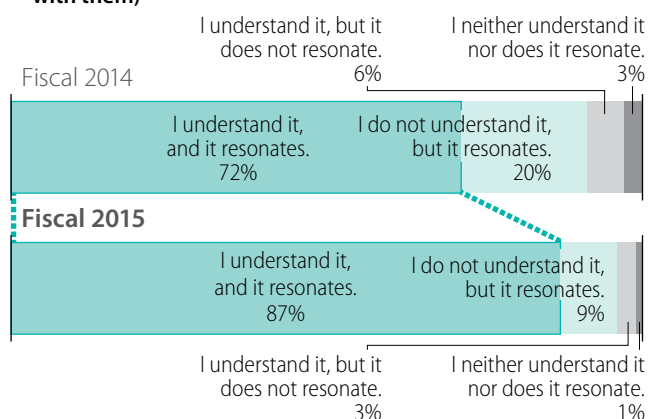 with them)
I understand it, but it
does not resonate.
6%
I neither understand it
nor does it resonate.
3%
Fiscal 2014
I understand it,
and it resonates.
72%
I do not understand it,
but it resonates.
20%
Fiscal 2015
I understand it,
and it resonates.
87%
I do not understand it,
but it resonates.
9%
I understand it, but it
does not resonate.
3%
I neither understand it
nor does it resonate.
1%